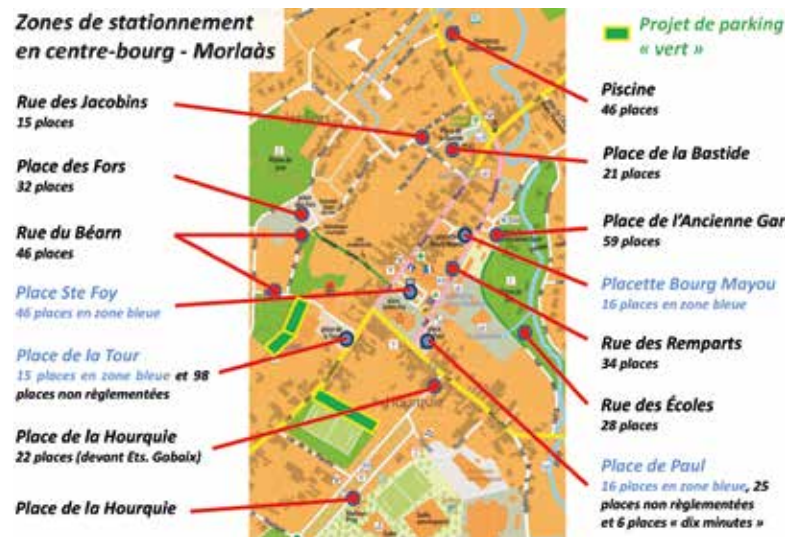 Zones de stationnement
en centre-bourg - Morlaàs
Rue des Jacobins
15 places
Place des Fors
32 places
Rue du Béarn
46 places
Place Ste Foy
46 places en zone bleue
Place de la Tour
15 places en zone bleue et 98
places non règlementées
Place de la Hourquie
22 places (devant Ets. Gabaix)
Place de la Hourquie
Projet de parking
« vert »
Piscine
46 places
Place de la Bastide
21 places
Place de l'Ancienne Gar
59 places
Placette Bourg Mayou
16 places en zone bleue
Rue des Remparts
34 places
Rue des Écoles
28 places
Place de Paul
16 places en zone bleue, 25
places non règlementées
et 6 places « dix minutes »
Hourquie